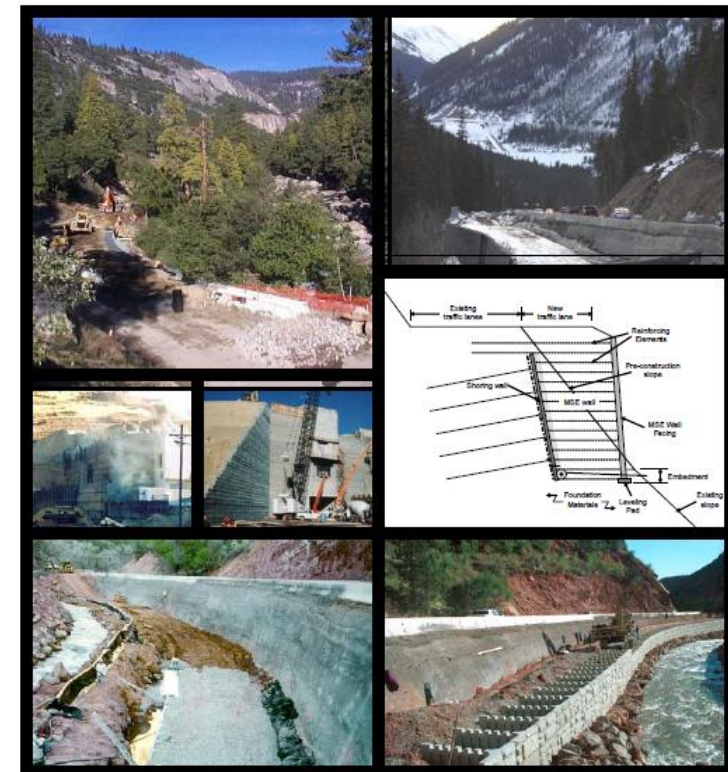 Existing
traffic lanes
New
traffic lane
Reinforcing
Elements
Pre-construction
slope
Shoring wall
MSE wall
MSE Wall
Facing
Embedment
Foundation
Materials
Leveling
Pad
Existing
slope